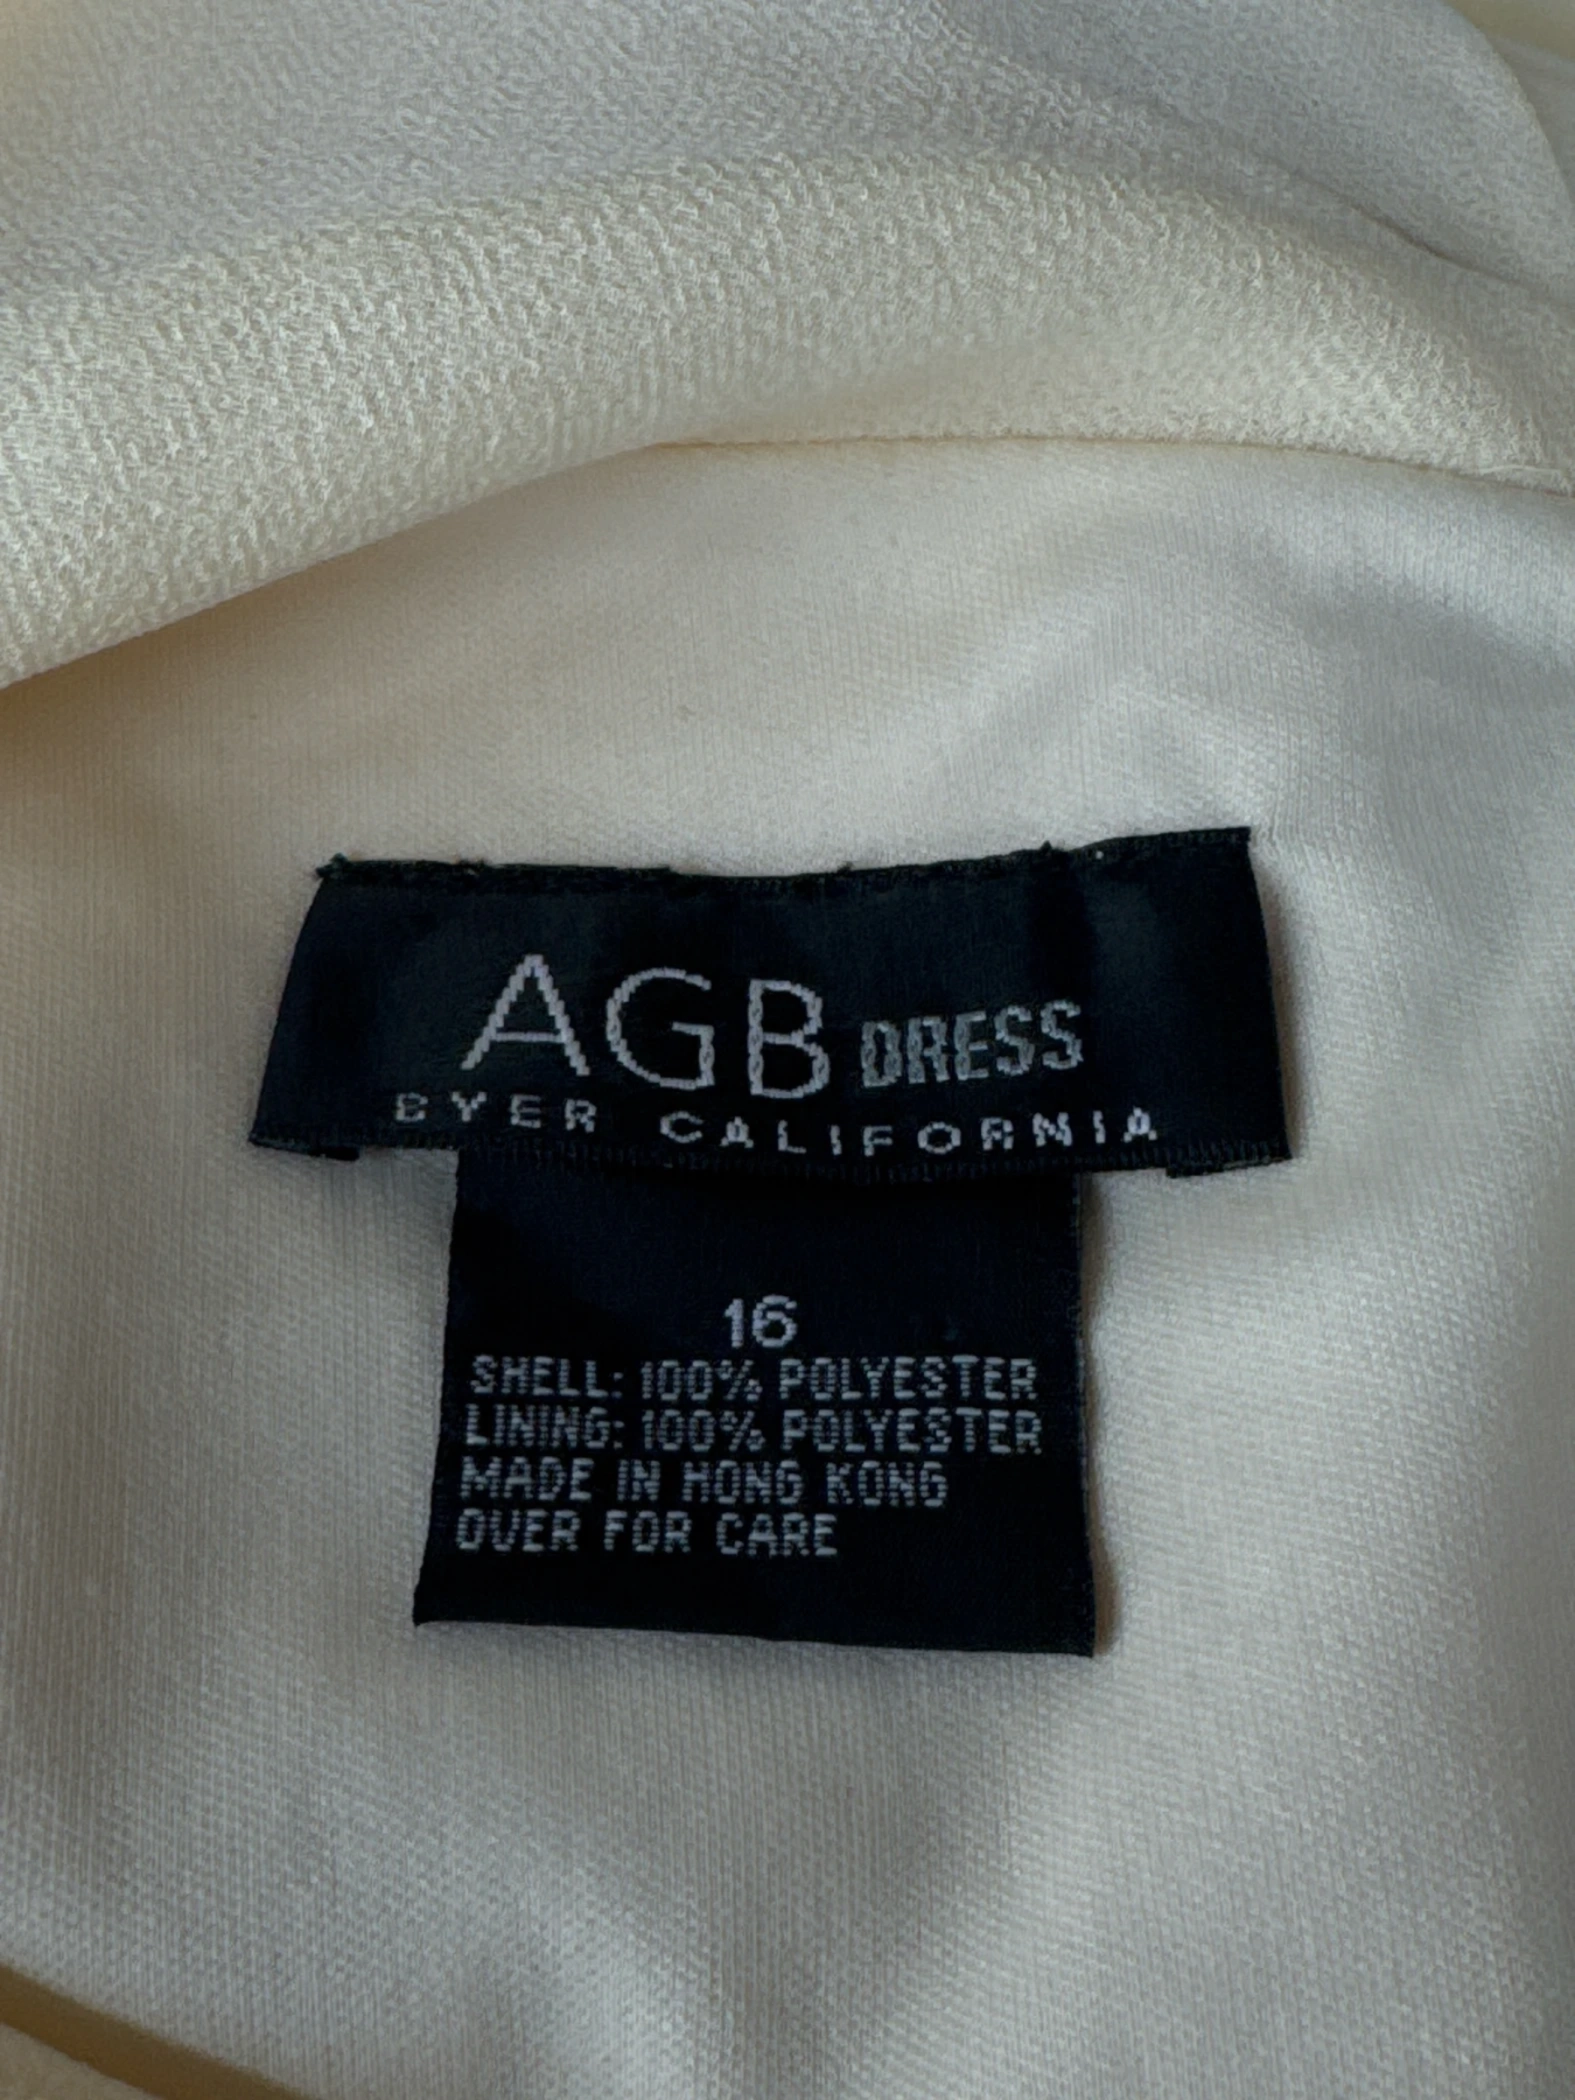 AGB DRESS
BYER CALIFORNIA
16
SHELL: 100% POLYESTER
LINING: 100% POLYESTER
MADE IN HONG KONG
OVER FOR CARE